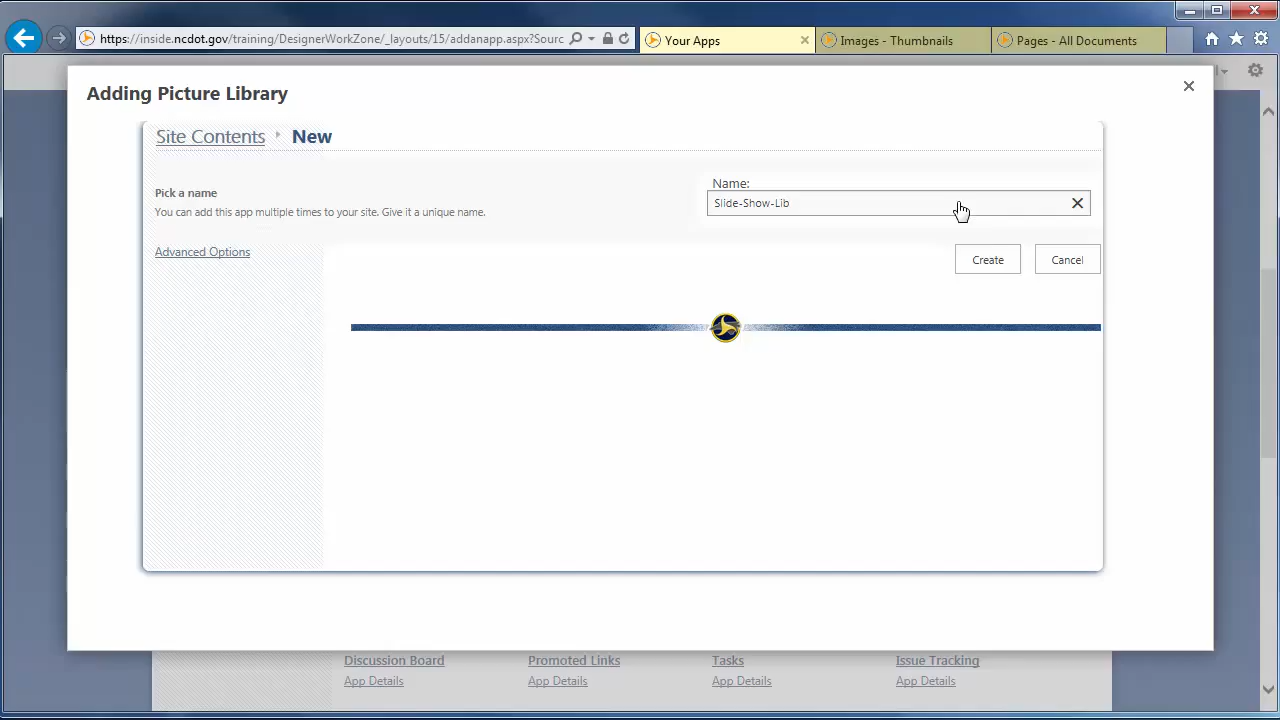 https://inside.ncdot.gov/training/DesignerWorkZone/_layouts/15/addanapp.aspx?Sourc
Your Apps
Images - Thumbnails
Pages - All Documents
Adding Picture Library
Site Contents
New
Pick a name
You can add this app multiple times to your site. Give it a unique name.
Name:
Slide-Show-Lib
Advanced Options
Create
Cancel
Discussion Board
Promoted Links
Tasks
Issue Tracking
App Details
App Details
App Details
App Details